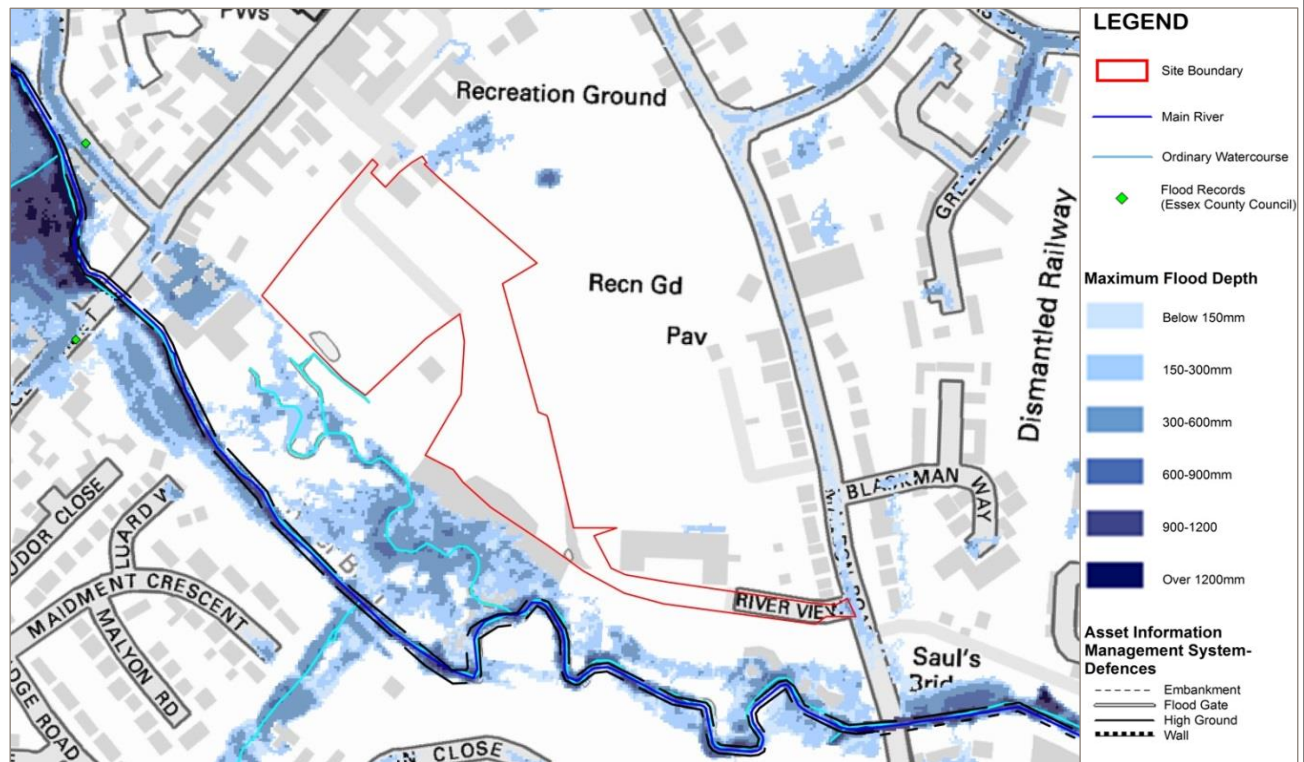 PWs
Recreation Ground
Recn Gd
Pav
Dismantled Railway
BLACKMAN WAY
RIVER VIEW
Saul's
TUDOR CLOSE
LUARD
MAIDMENT CRESCENT
MALYON RD
CLOSE
LEGEND
Site Boundary
Main River
Ordinary Watercourse
Flood Records
(Essex County Council)
Maximum Flood Depth
Below 150mm
150-300mm
300-600mm
600-900mm
900-1200
Over 1200mm
Asset Information
Management System-
Defences
Embankment
Flood Gate
High Ground
Wall